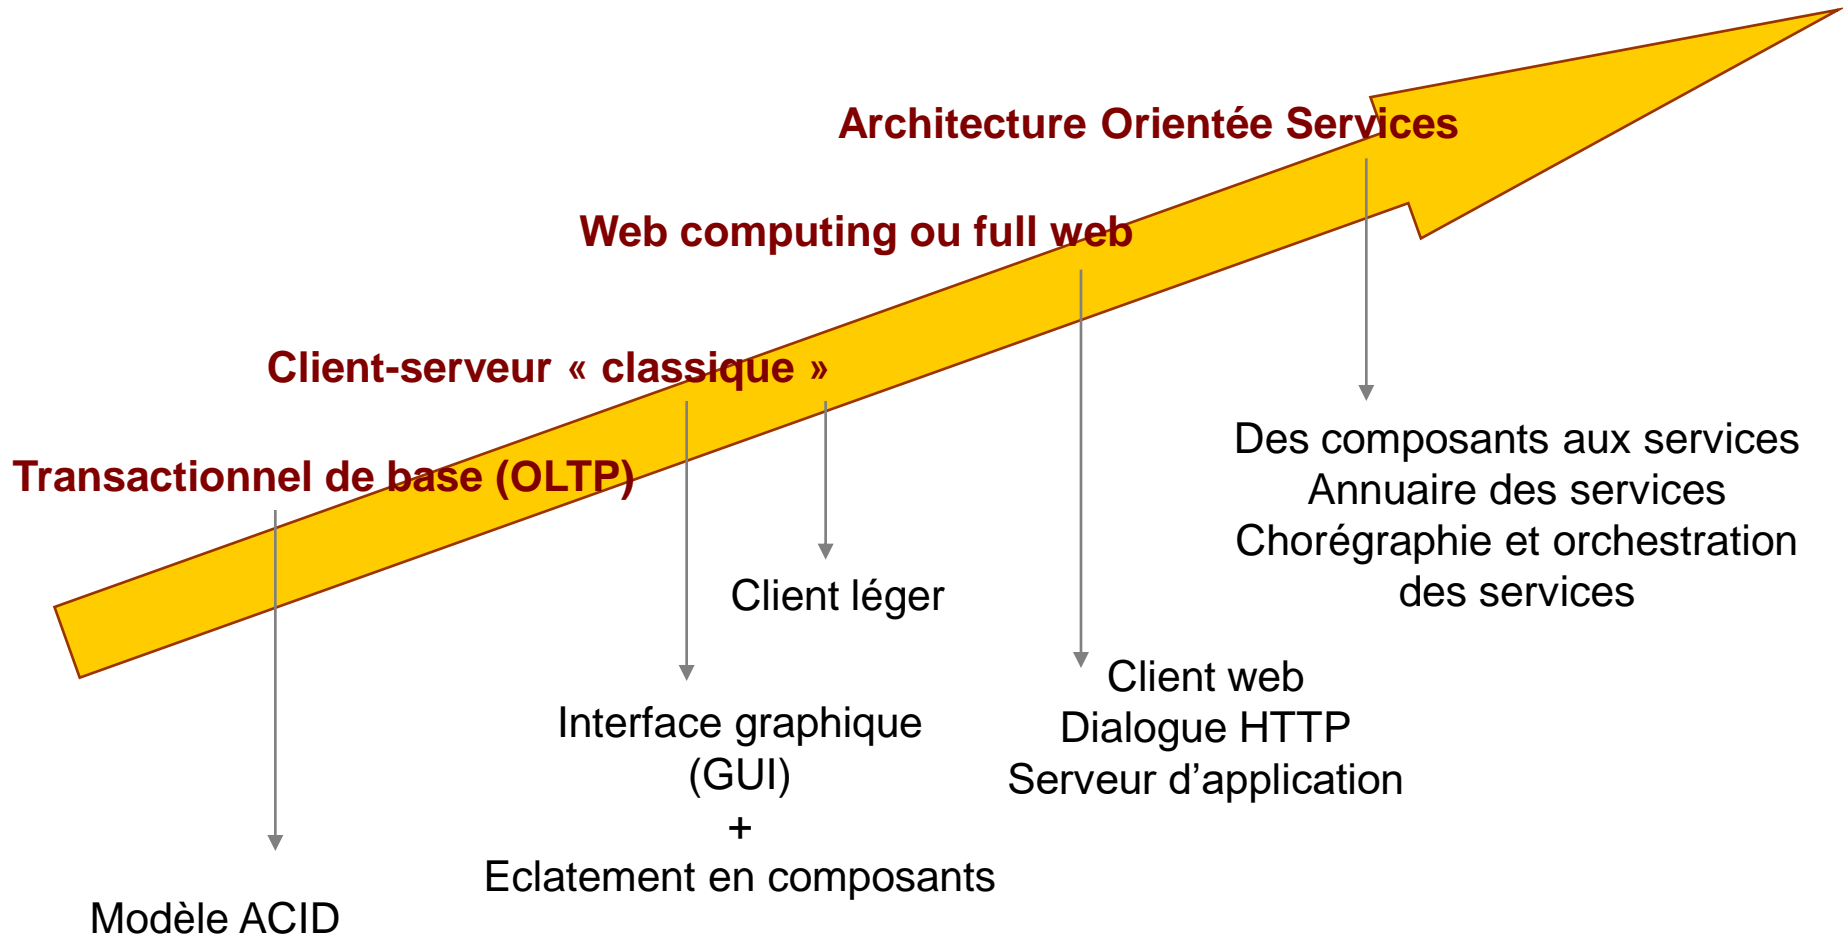 Architecture Orientée Services
Web computing ou full web
Client-serveur « classique »
Transactionnel de base (OLTP)
Des composants aux services
Annuaire des services
Chorégraphie et orchestration
des services
Client léger
Client web
Dialogue HTTP
Serveur d’application
Interface graphique
(GUI)
+
Eclatement en composants
Modèle ACID